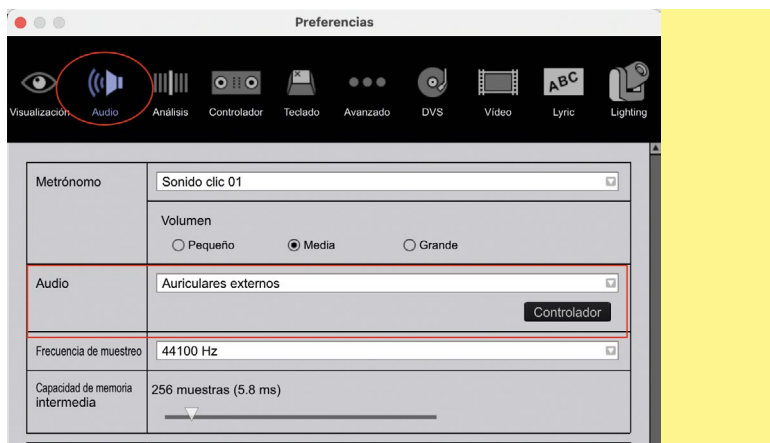 Preferencias
Visualización Audio Análisis Controlador Teclado Avanzado DVS Vídeo ABC Lyric Lighting
Metrónomo Sonido clic 01
Volumen
Pequeño Media Grande
Audio Auriculares externos
Controlador
Frecuencia de muestreo 44100 Hz
Capacidad de memoria
intermedia
256 muestras (5.8 ms)